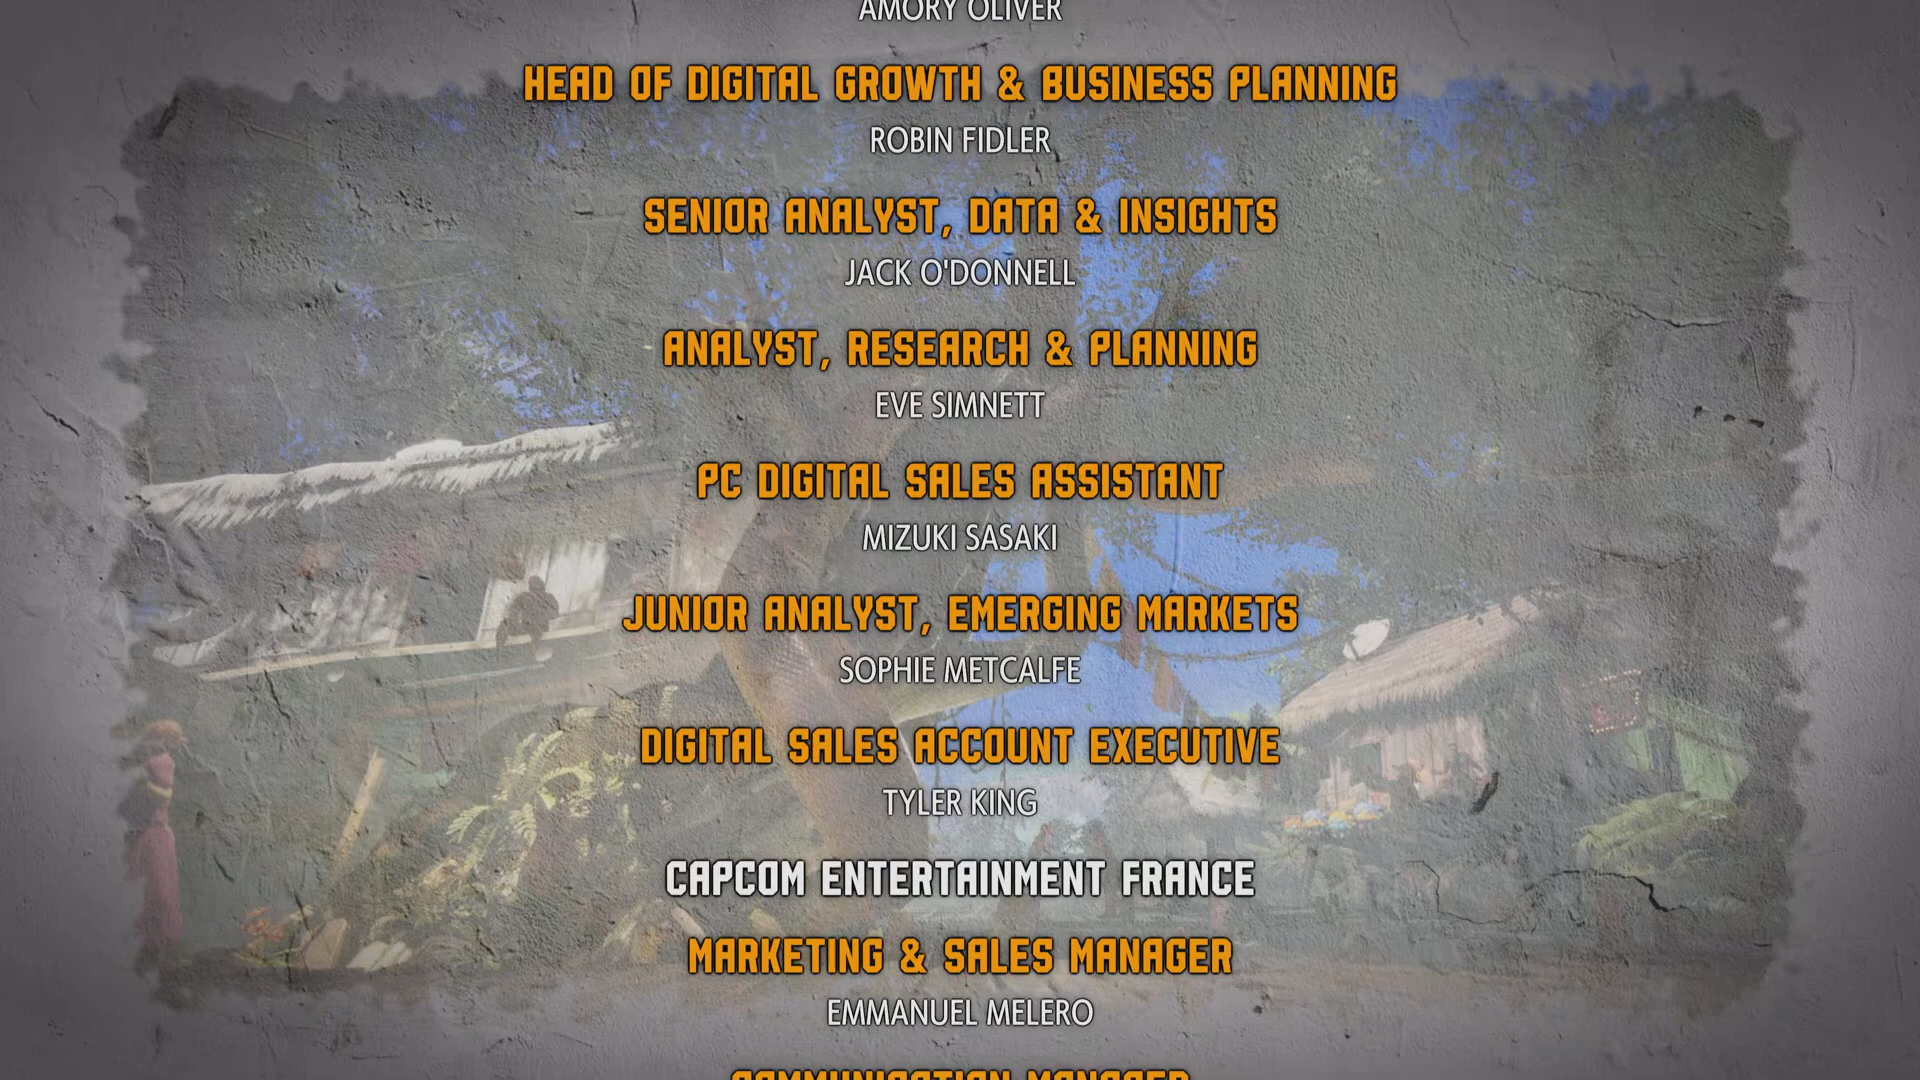 AMORY OLIVER
HEAD OF DIGITAL GROWTH & BUSINESS PLANNING
ROBIN FIDLER
SENIOR ANALYST, DATA & INSIGHTS
JACK O'DONNELL
ANALYST, RESEARCH & PLANNING
EVE SIMNETT
PC DIGITAL SALES ASSISTANT
MIZUKI SASAKI
JUNIOR ANALYST, EMERGING MARKETS
SOPHIE METCALFE
DIGITAL SALES ACCOUNT EXECUTIVE
TYLER KING
CAPCOM ENTERTAINMENT FRANCE
MARKETING & SALES MANAGER
EMMANUEL MELERO
COMMUNICATION MANAGER